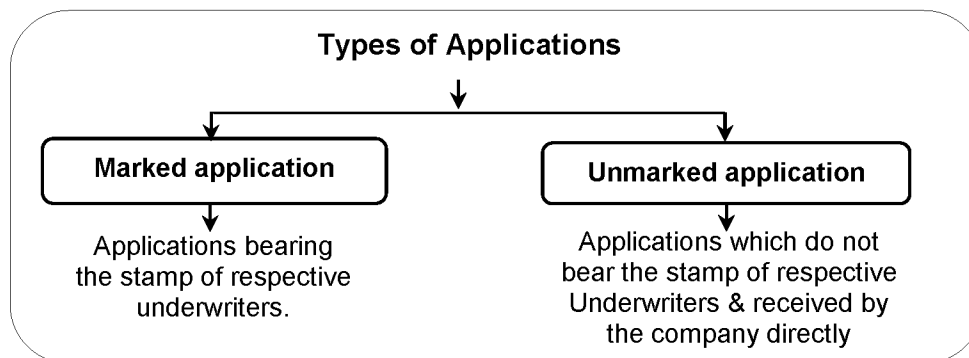 Types of Applications
Marked application
Applications bearing
the stamp of respective
underwriters.
Unmarked application
Applications which do not
bear the stamp of respective
Underwriters & received by
the company directly